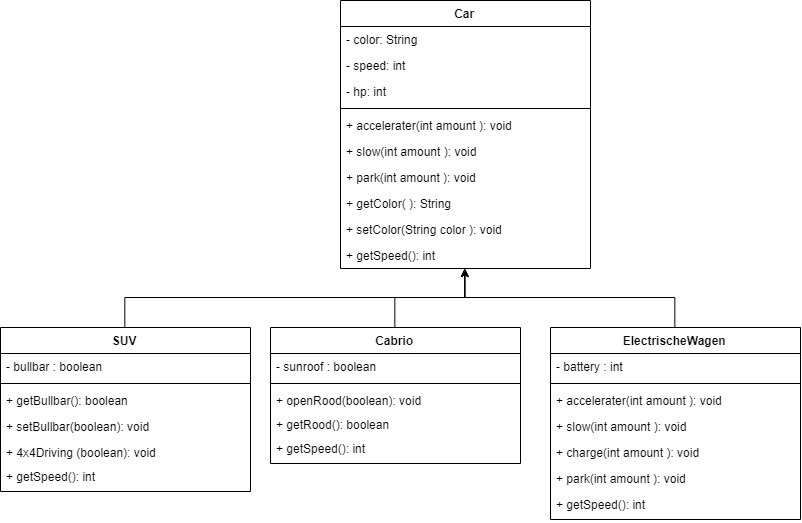 Car
- color: String
- speed: int
- hp: int
+ accelerater(int amount ): void
+ slow(int amount ): void
+ park(int amount ): void
+ getColor( ): String
+ setColor(String color ): void
+ getSpeed(): int
SUV
- bullbar : boolean
+ getBullbar(): boolean
+ setBullbar(boolean): void
+ 4x4Driving (boolean): void
+ getSpeed(): int
Cabrio
- sunroof : boolean
+ openRood(boolean): void
+ getRood(): boolean
+ getSpeed(): int
ElectrischeWagen
- battery : int
+ accelerater(int amount ): void
+ slow(int amount ): void
+ charge(int amount ): void
+ park(int amount ): void
+ getSpeed(): int